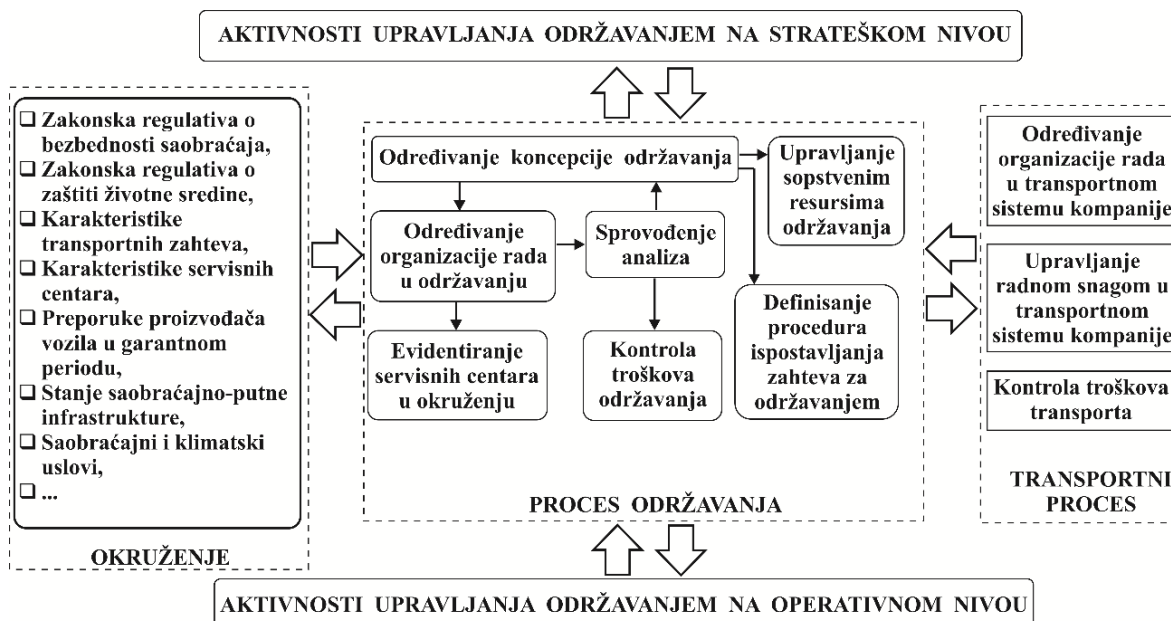 AKTIVNOSTI UPRAVLJANJA ODRŽAVANJEM NA STRATEŠKOM NIVOU
❑ Zakonska regulativa o
bezbednosti saobraćaja,
❑ Zakonska regulativa o
zaštiti životne sredine,
❑ Karakteristike
transportnih zahteva,
❑ Karakteristike servisnih
centara,
❑ Preporuke proizvođača
vozila u garantnom
periodu,
❑ Stanje saobraćajno-putne
infrastrukture,
❑ Saobraćajni i klimatski
uslovi,
❑ ...
OKRUŽENJE
Određivanje koncepcije održavanja
Upravljanje
sopstvenim
resursima
održavanja
Određivanje
organizacije rada
u održavanju
Sprovođenje
analiza
Evidentiranje
servisnih centara
u okruženju
Kontrola
troškova
održavanja
Definisanje
procedura
ispostavljanja
zahteva za
održavanjem
PROCES ODRŽAVANJA
Određivanje
organizacije rada
u transportnom
sistemu kompanije
Upravljanje
radnom snagom u
transportnom
sistemu kompanije
Kontrola troškova
transporta
TRANSPORTNI
PROCES
AKTIVNOSTI UPRAVLJANJA ODRŽAVANJEM NA OPERATIVNOM NIVOU